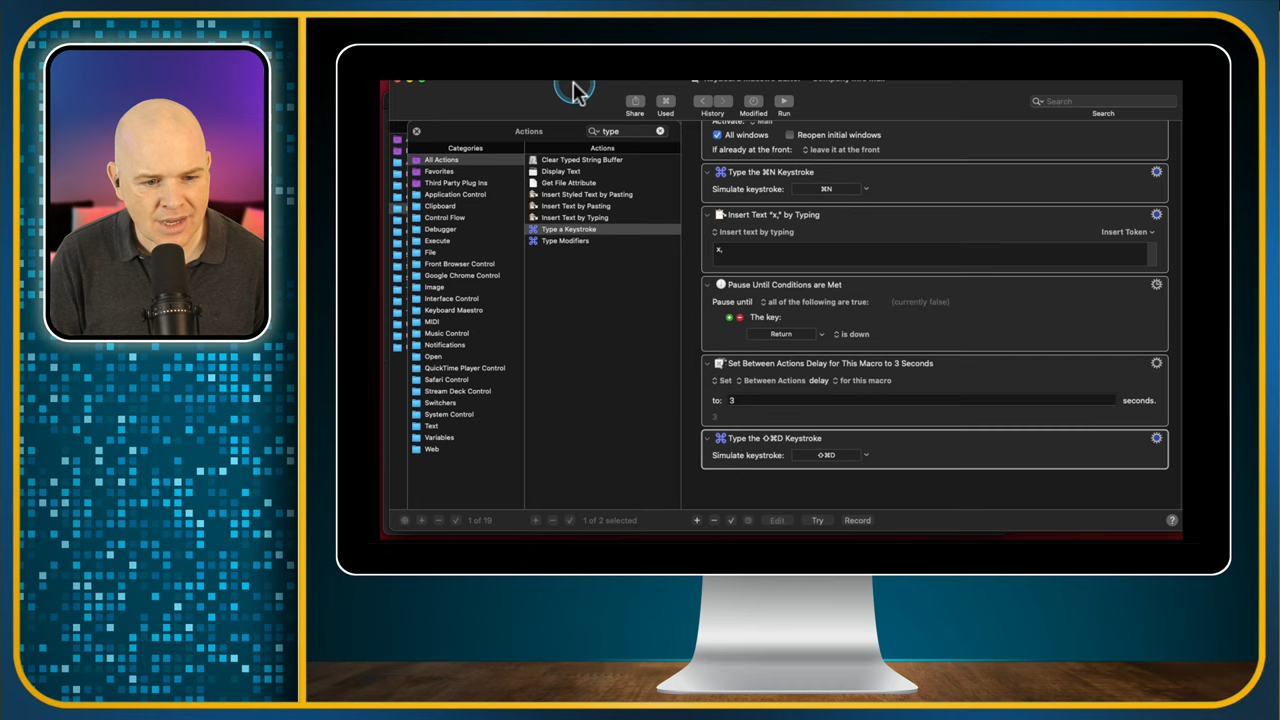 Share
Used
History
Modified
Run
Search
Search
Actions
type
Categories
Actions
All Actions
Favorites
Third Party Plug Ins
Application Control
Clipboard
Control Flow
Debugger
Execute
File
Front Browser Control
Google Chrome Control
Image
Interface Control
Keyboard Maestro
MIDI
Music Control
Notifications
Open
QuickTime Player Control
Safari Control
Stream Deck Control
Switchers
System Control
Text
Variables
Web
Clear Typed String Buffer
Display Text
Get File Attribute
Insert Styled Text by Pasting
Insert Text by Pasting
Insert Text by Typing
Type a Keystroke
Type Modifiers
All windows Reopen initial windows
If already at the front: leave it at the front
Type the ⌘N Keystroke
Simulate keystroke: ⌘N
Insert Text “x,” by Typing
Insert text by typing Insert Token
x,
Pause Until Conditions are Met
Pause until all of the following are true: (currently false)
The key:
Return is down
Set Between Actions Delay for This Macro to 3 Seconds
Set Between Actions delay for this macro
to: 3 seconds.
3
Type the ⇧⌘D Keystroke
Simulate keystroke: ⇧⌘D
1 of 19
1 of 2 selected
Edit Try Record
?